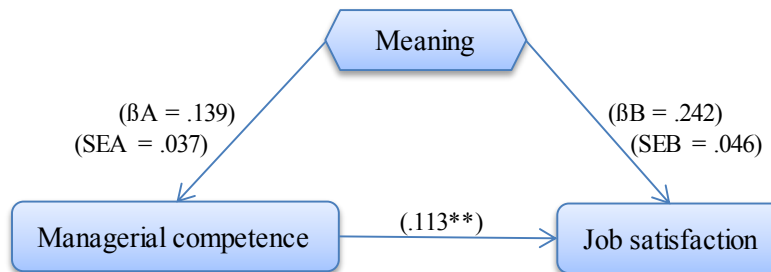 Meaning
(ßA = .139)
(SEA = .037)
(ßB = .242)
(SEB = .046)
Managerial competence
(.113**)
Job satisfaction